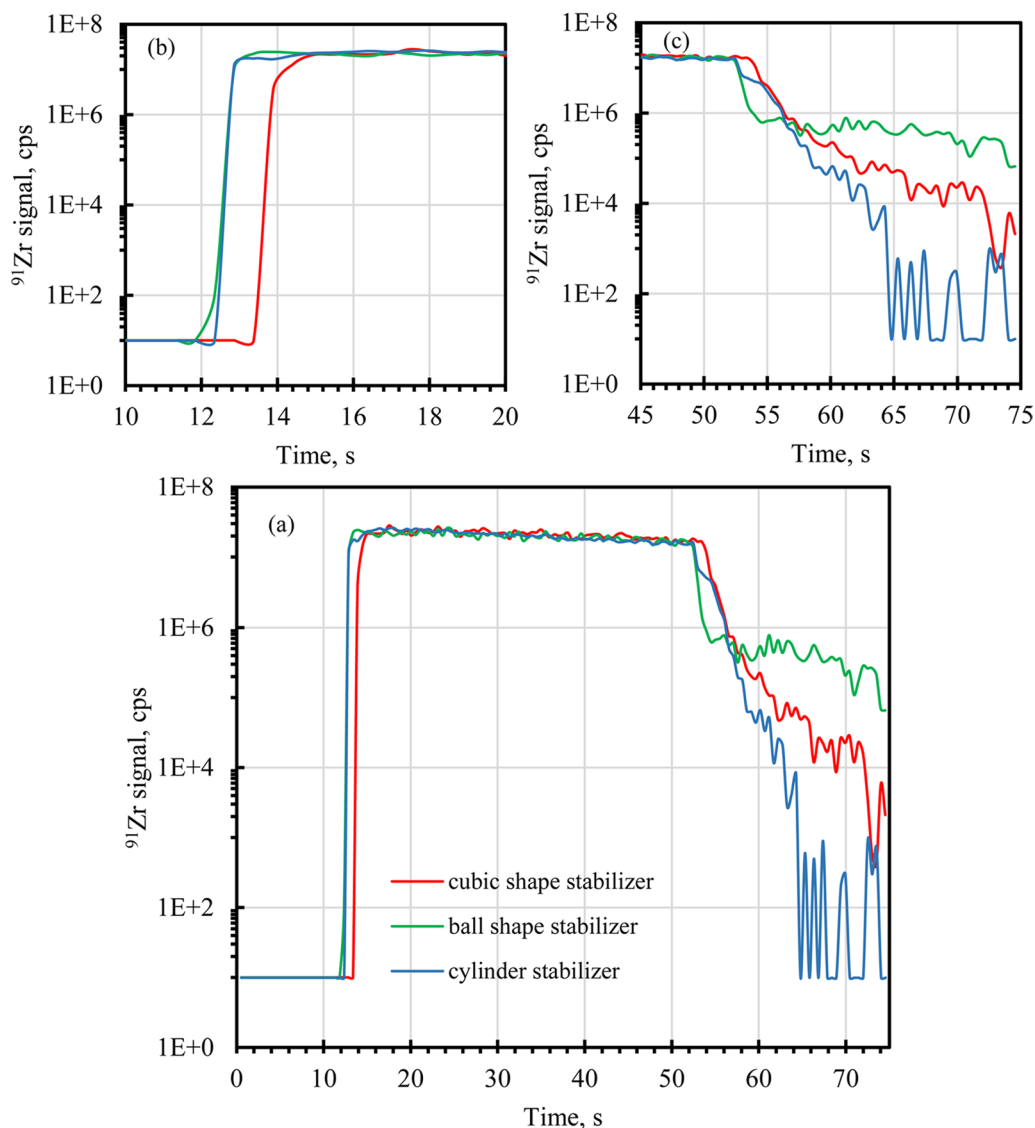 1E+8
(b)
1E+6
1E+4
1E+2
1E+0
10 12 14 16 18 20
Time, s
⁹¹Zr signal, cps
1E+8
(c)
1E+6
1E+4
1E+2
1E+0
45 50 55 60 65 70 75
Time, s
⁹¹Zr signal, cps
1E+8
(a)
1E+6
1E+4
1E+2
1E+0
cubic shape stabilizer
ball shape stabilizer
cylinder stabilizer
0 10 20 30 40 50 60 70
Time, s
⁹¹Zr signal, cps